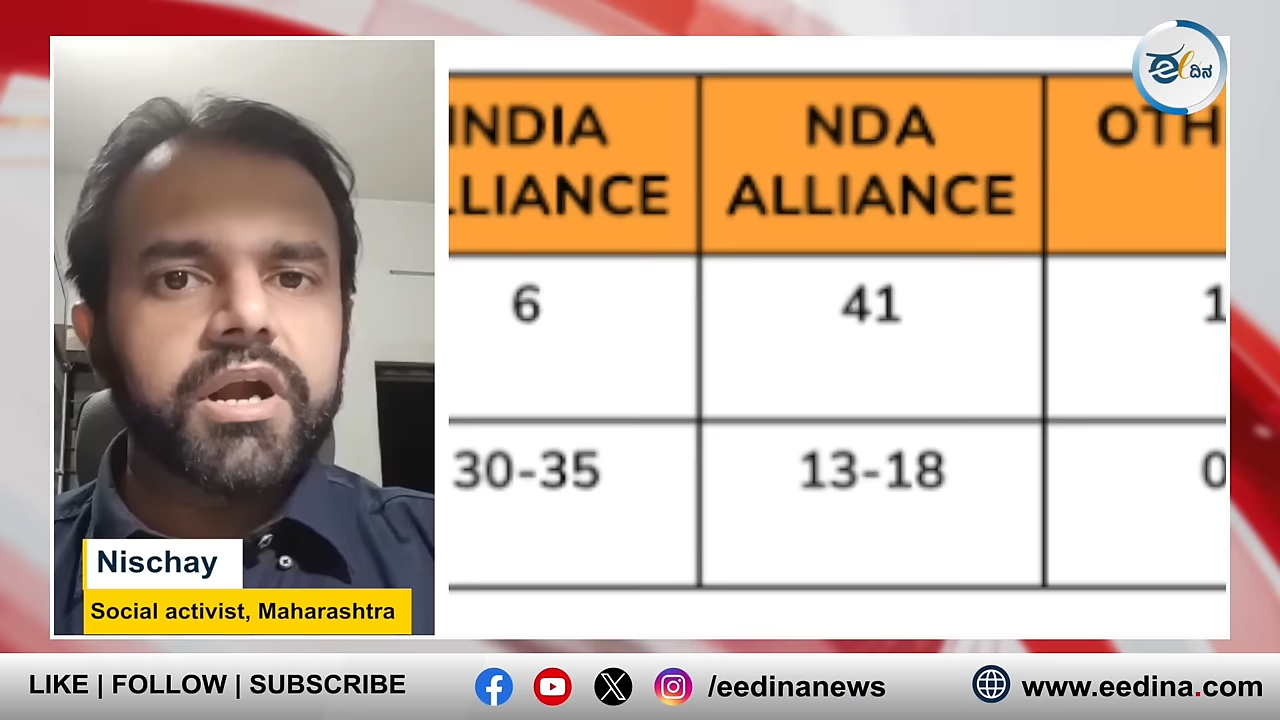 ಈ ದಿನ
INDIA
NDA
OTH
LLIANCE
ALLIANCE
6
41
1
30-35
13-18
0
Nischay
Social activist, Maharashtra
LIKE | FOLLOW | SUBSCRIBE
/eedinanews
www.eedina.com